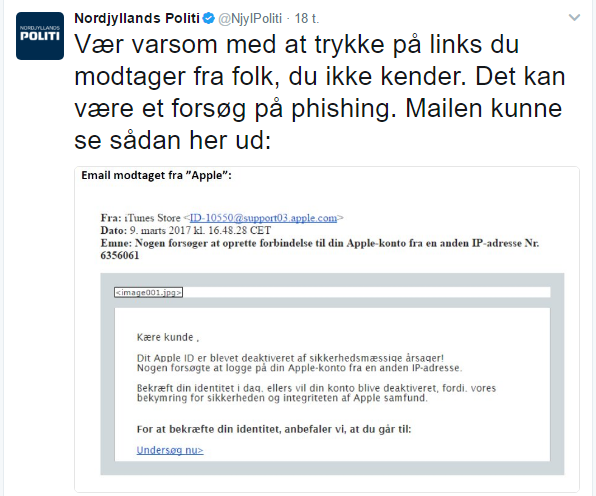 NORDJYLLANDS
POLITI
Nordjyllands Politi @NjylPoliti · 18 t.
Vær varsom med at trykke på links du
modtager fra folk, du ikke kender. Det kan
være et forsøg på phishing. Mailen kunne
se sådan her ud:
Email modtaget fra ”Apple”:
Fra: iTunes Store <ID-10550@support03.apple.com>
Dato: 9. marts 2017 kl. 16.48.28 CET
Emne: Nogen forsøger at oprette forbindelse til din Apple-konto fra en anden IP-adresse Nr.
6356061
<image001.jpg>
Kære kunde ,
Dit Apple ID er blevet deaktiveret af sikkerhedsmæssige årsager!
Nogen forsøgte at logge på din Apple-konto fra en anden IP-adresse.
Bekræft din identitet i dag, ellers vil din konto blive deaktiveret, fordi, vores
bekymring for sikkerheden og integriteten af Apple samfund.
For at bekræfte din identitet, anbefaler vi, at du går til:
Undersøg nu>